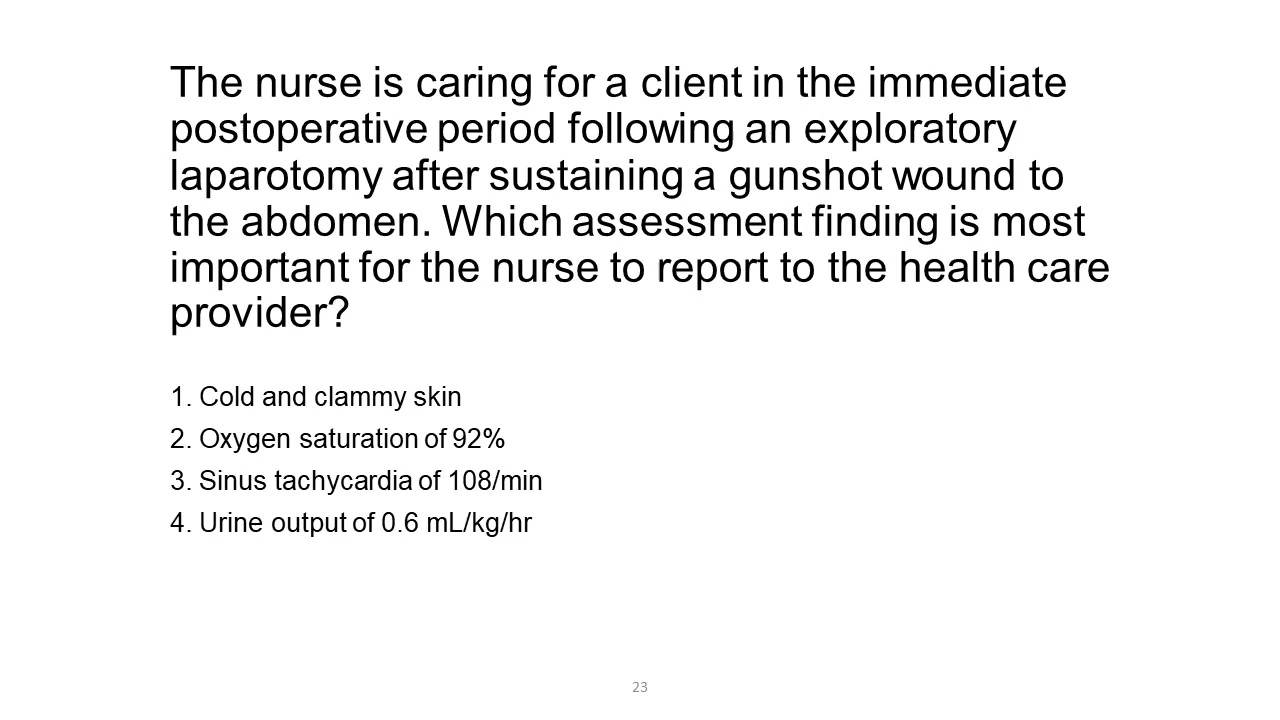 The nurse is caring for a client in the immediate
postoperative period following an exploratory
laparotomy after sustaining a gunshot wound to
the abdomen. Which assessment finding is most
important for the nurse to report to the health care
provider?
1. Cold and clammy skin
2. Oxygen saturation of 92%
3. Sinus tachycardia of 108/min
4. Urine output of 0.6 mL/kg/hr
23